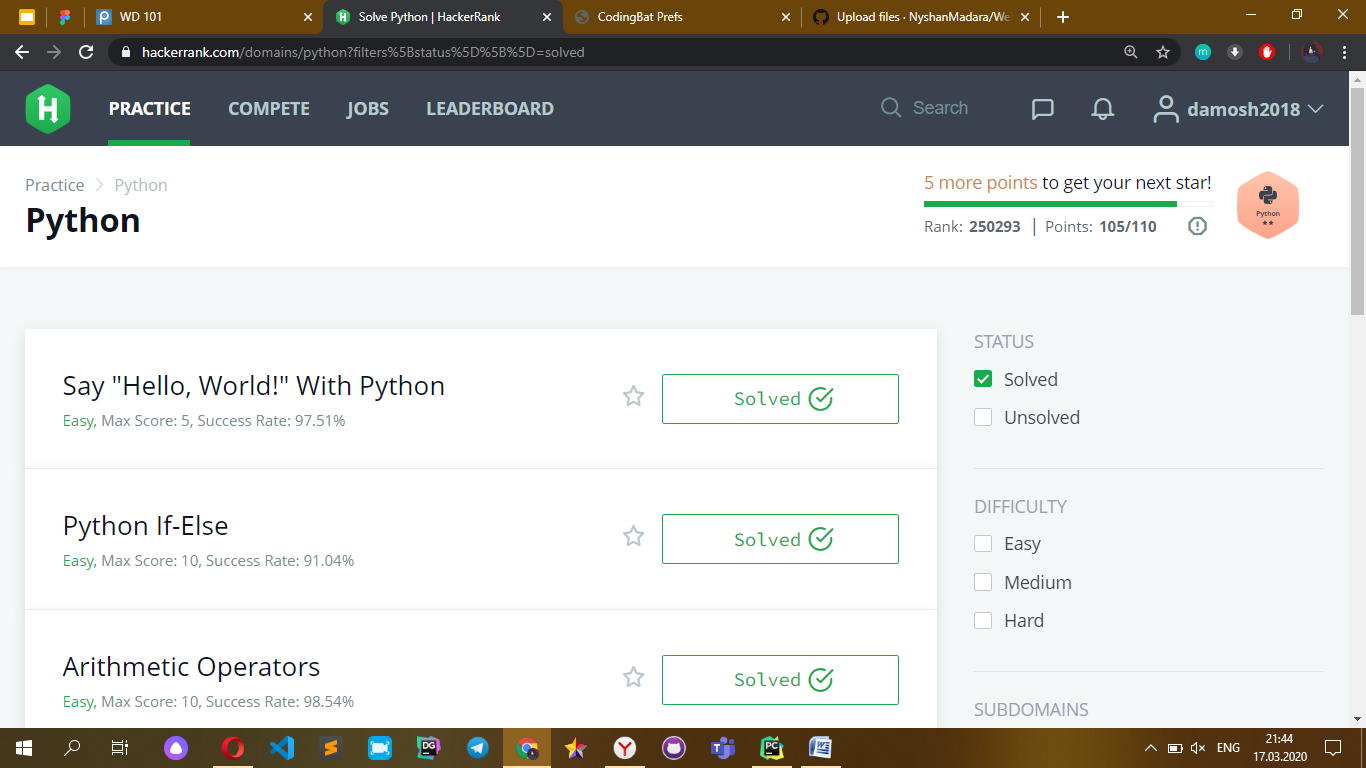 WD 101
Solve Python | HackerRank
CodingBat Prefs
Upload files · NyshanMadara/We
hackerrank.com/domains/python?filters%5Bstatus%5D%5B%5D=solved
m
H
PRACTICE
COMPETE
JOBS
LEADERBOARD
Search
damosh2018
Practice > Python
Python
5 more points to get your next star!
Rank: 250293 | Points: 105/110
Python
Say "Hello, World!" With Python
Easy, Max Score: 5, Success Rate: 97.51%
Solved
Python If-Else
Easy, Max Score: 10, Success Rate: 91.04%
Solved
Arithmetic Operators
Easy, Max Score: 10, Success Rate: 98.54%
Solved
STATUS
Solved
Unsolved
DIFFICULTY
Easy
Medium
Hard
SUBDOMAINS
DG
PC
ENG
21:44
17.03.2020